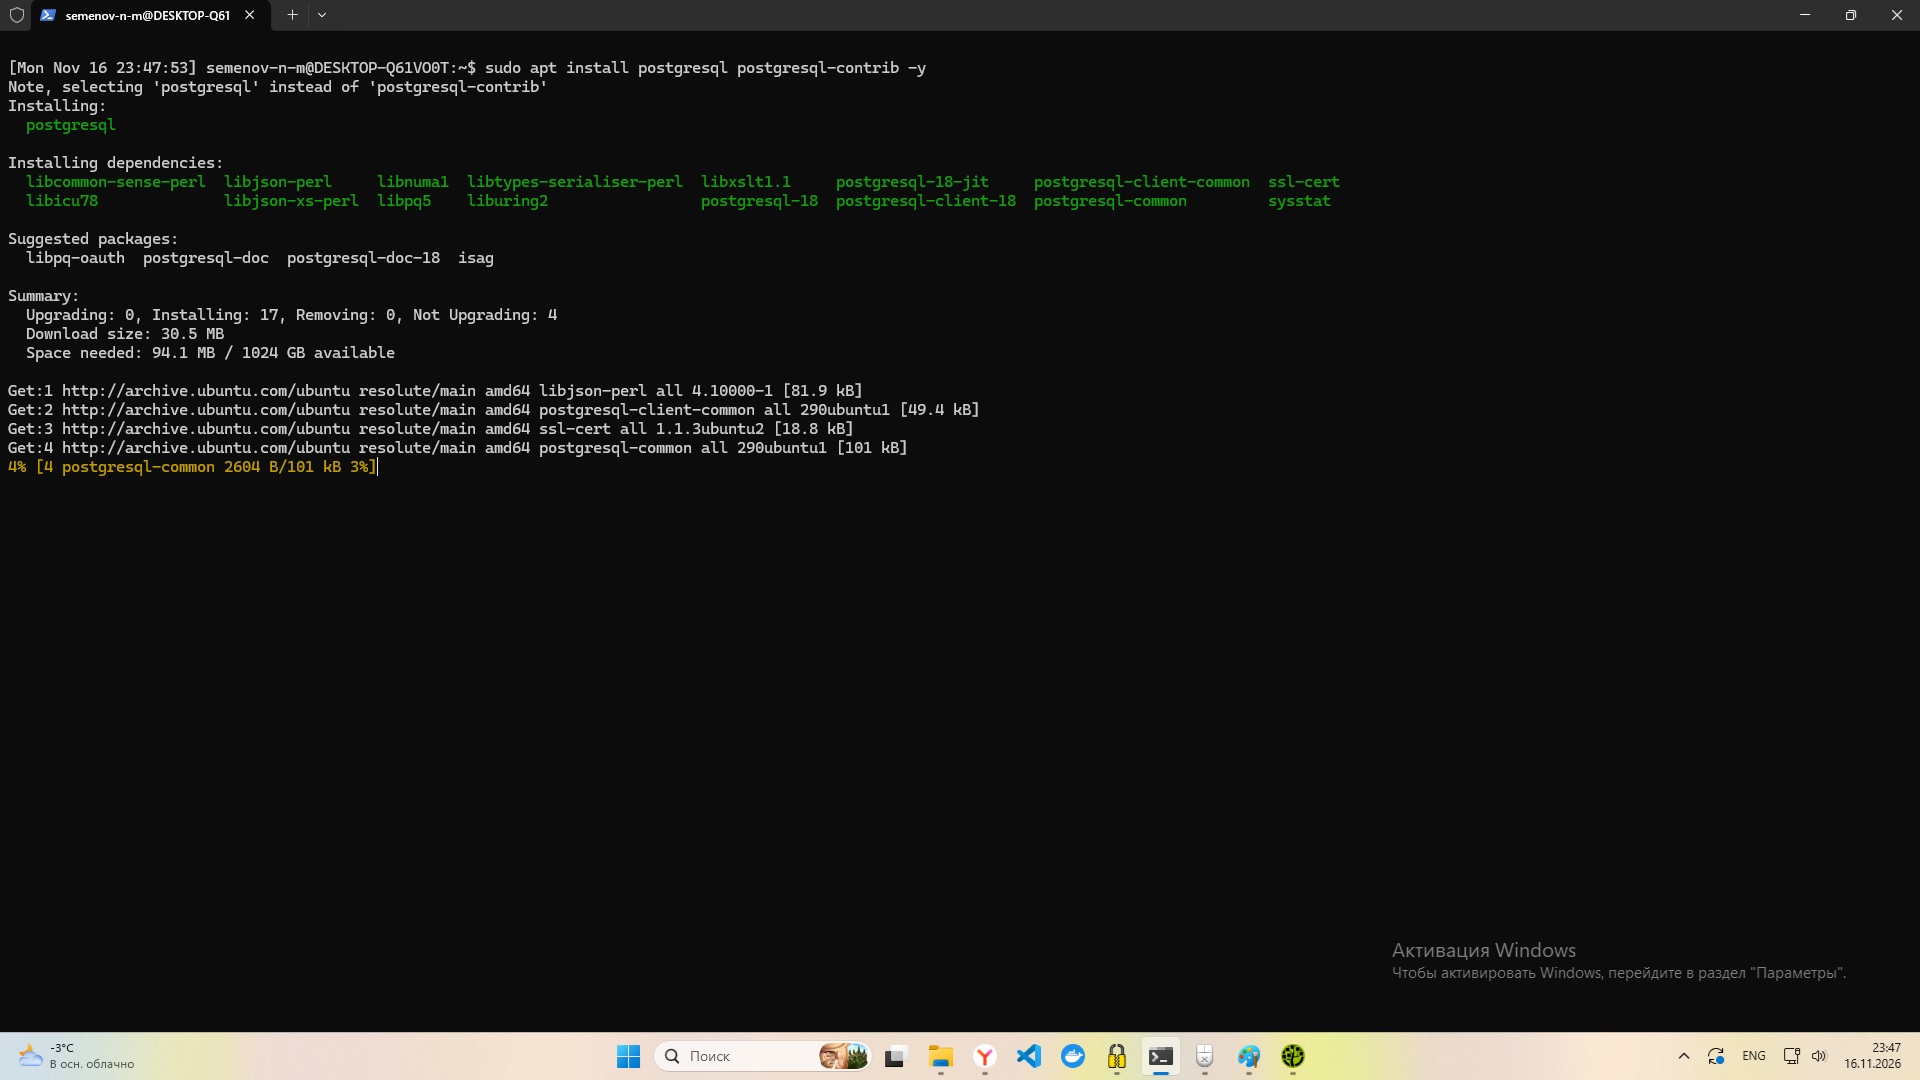 semenov-n-m@DESKTOP-Q61
[Mon Nov 16 23:47:53] semenov-n-m@DESKTOP-Q61VO0T:~$ sudo apt install postgresql postgresql-contrib -y
Note, selecting 'postgresql' instead of 'postgresql-contrib'
Installing:
  postgresql
Installing dependencies:
  libcommon-sense-perl  libjson-perl     libnuma1  libtypes-serialiser-perl  libxslt1.1     postgresql-18-jit     postgresql-client-common  ssl-cert
  libicu78              libjson-xs-perl  libpq5    liburing2                 postgresql-18  postgresql-client-18  postgresql-common         sysstat
Suggested packages:
  libpq-oauth  postgresql-doc  postgresql-doc-18  isag
Summary:
  Upgrading: 0, Installing: 17, Removing: 0, Not Upgrading: 4
  Download size: 30.5 MB
  Space needed: 94.1 MB / 1024 GB available
Get:1 http://archive.ubuntu.com/ubuntu resolute/main amd64 libjson-perl all 4.10000-1 [81.9 kB]
Get:2 http://archive.ubuntu.com/ubuntu resolute/main amd64 postgresql-client-common all 290ubuntu1 [49.4 kB]
Get:3 http://archive.ubuntu.com/ubuntu resolute/main amd64 ssl-cert all 1.1.3ubuntu2 [18.8 kB]
Get:4 http://archive.ubuntu.com/ubuntu resolute/main amd64 postgresql-common all 290ubuntu1 [101 kB]
4% [4 postgresql-common 2604 B/101 kB 3%]
Активация Windows
Чтобы активировать Windows, перейдите в раздел "Параметры".
-3°C
В осн. облачно
Поиск
ENG
23:47
16.11.2026